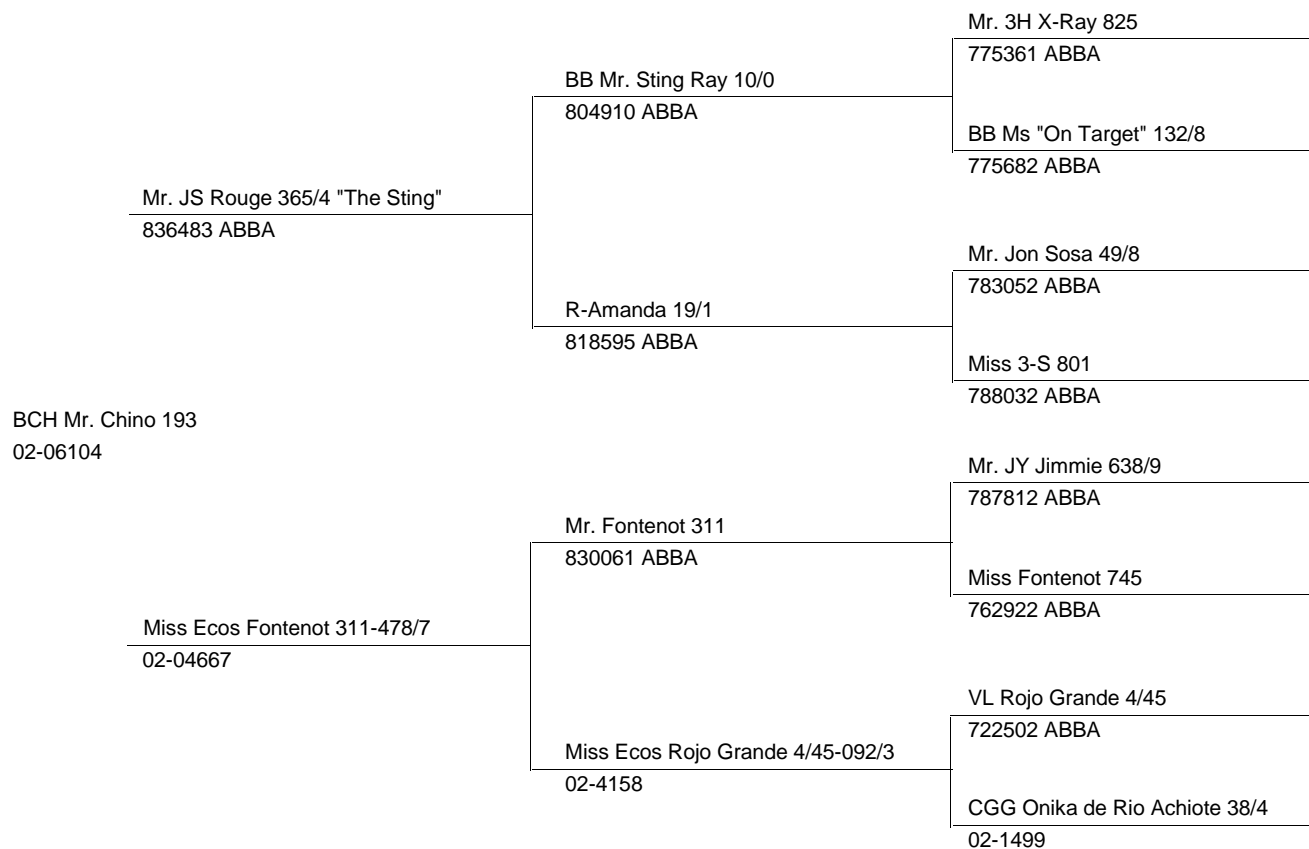 Mr. 3H X-Ray 825
775361 ABBA
BB Mr. Sting Ray 10/0
804910 ABBA
BB Ms "On Target" 132/8
775682 ABBA
Mr. JS Rouge 365/4 "The Sting"
836483 ABBA
Mr. Jon Sosa 49/8
783052 ABBA
R-Amanda 19/1
818595 ABBA
Miss 3-S 801
788032 ABBA
BCH Mr. Chino 193
02-06104
Mr. JY Jimmie 638/9
787812 ABBA
Mr. Fontenot 311
830061 ABBA
Miss Fontenot 745
762922 ABBA
Miss Ecos Fontenot 311-478/7
02-04667
VL Rojo Grande 4/45
722502 ABBA
Miss Ecos Rojo Grande 4/45-092/3
02-4158
CGG Onika de Rio Achiote 38/4
02-1499